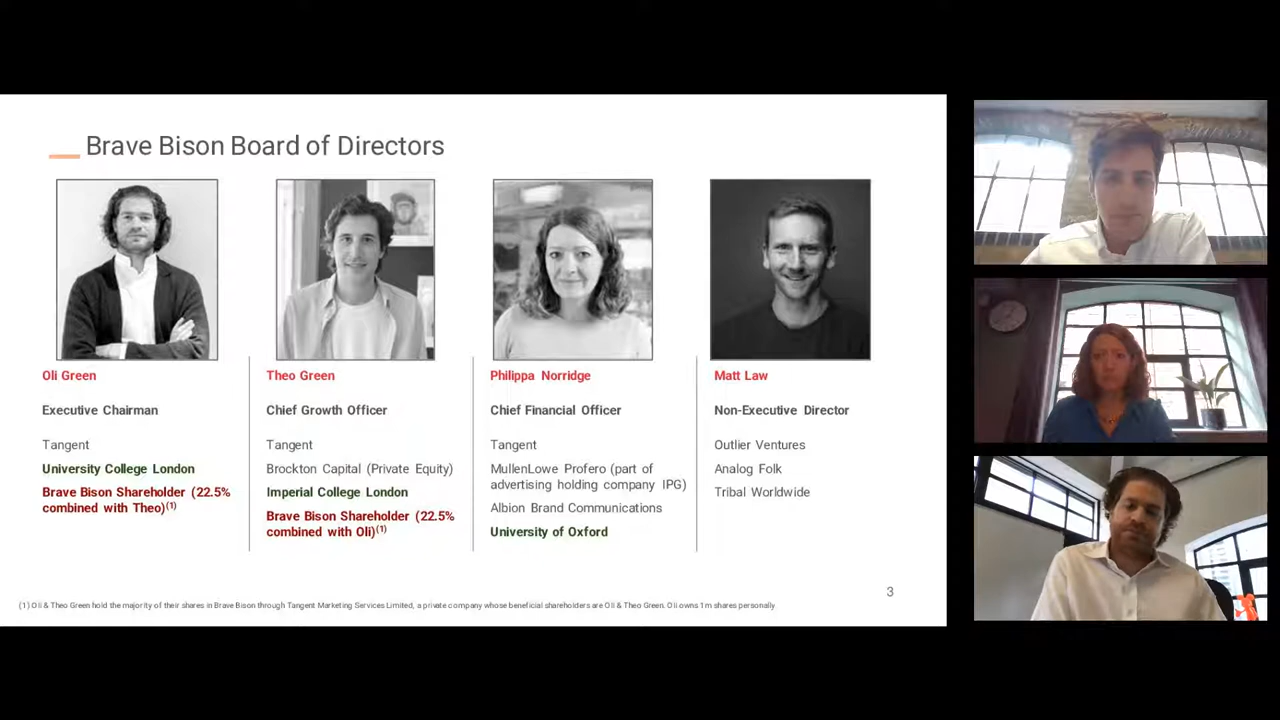 Brave Bison Board of Directors
Oli Green
Executive Chairman
Tangent
University College London
Brave Bison Shareholder (22.5%
combined with Theo)(1)
Theo Green
Chief Growth Officer
Tangent
Brockton Capital (Private Equity)
Imperial College London
Brave Bison Shareholder (22.5%
combined with Oli)(1)
Philippa Norridge
Chief Financial Officer
Tangent
MullenLowe Profero (part of
advertising holding company IPG)
Albion Brand Communications
University of Oxford
Matt Law
Non-Executive Director
Outlier Ventures
Analog Folk
Tribal Worldwide
3
(1) Oli & Theo Green hold the majority of their shares in Brave Bison through Tangent Marketing Services Limited, a private company whose beneficial shareholders are Oli & Theo Green. Oli owns 1m shares personally